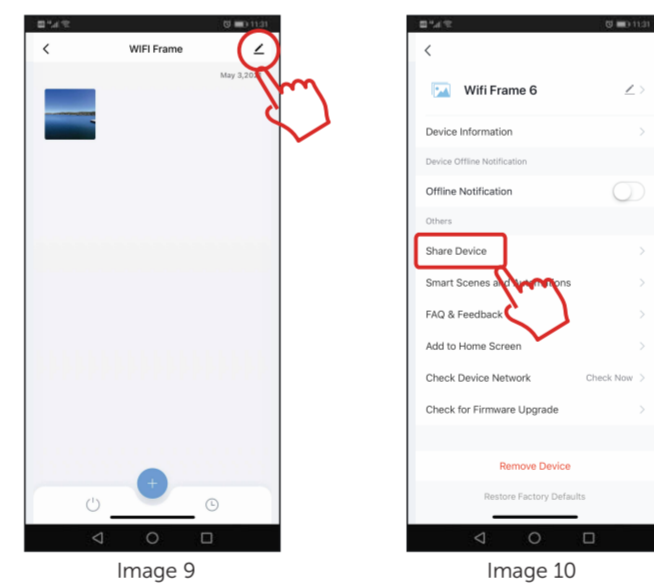 11:31
WIFI Frame
May 3,202
Image 9
11:31
Wifi Frame 6
Device Information
Device Offline Notification
Offline Notification
Others
Share Device
Smart Scenes and Automations
FAQ & Feedback
Add to Home Screen
Check Device Network Check Now
Check for Firmware Upgrade
Remove Device
Restore Factory Defaults
Image 10